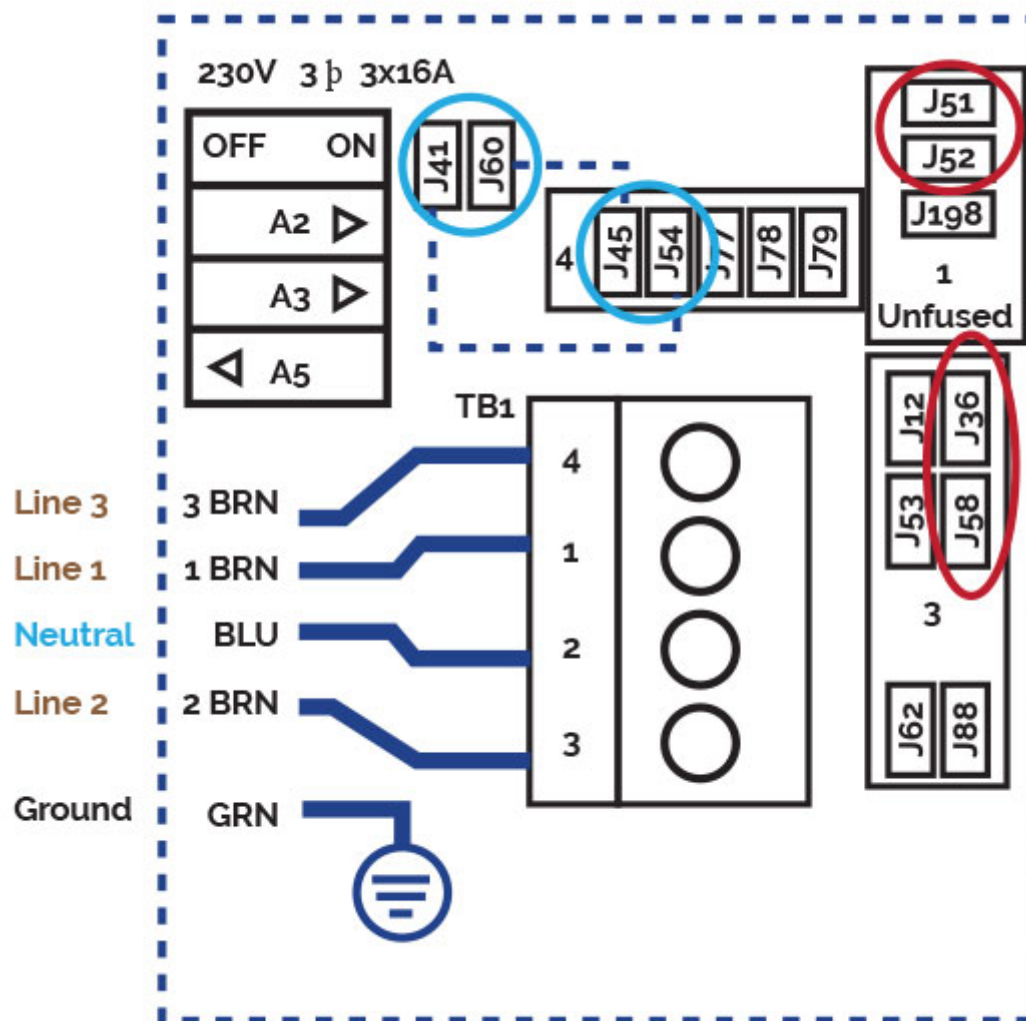 230V 3 þ 3x16A
OFF ON
A2
A3
A5
J41
J60
4
J45
J54
J77
J78
J79
J51
J52
J198
1
Unfused
J12
J36
J53
J58
3
J62
J88
TB1
4
1
2
3
Line 3 3 BRN
Line 1 1 BRN
Neutral BLU
Line 2 2 BRN
Ground GRN